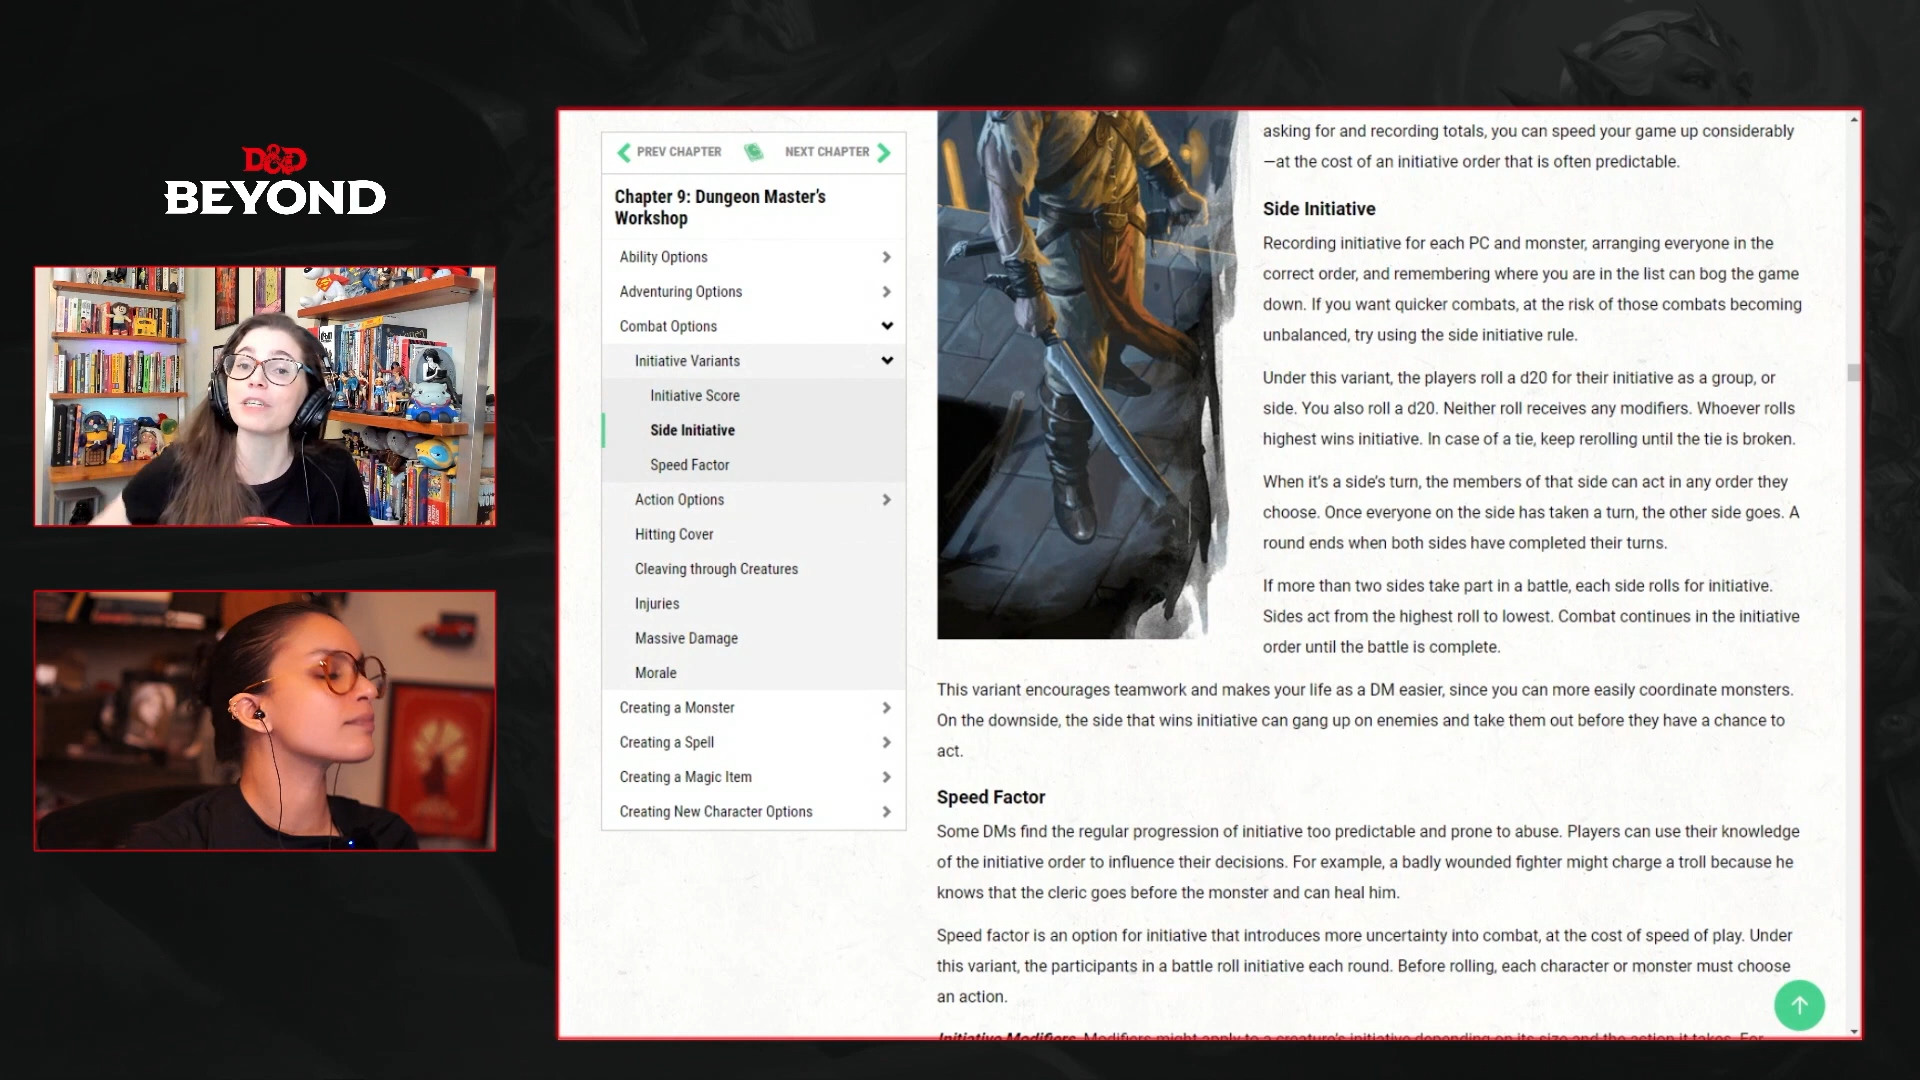 D&D
BEYOND
PREV CHAPTER
NEXT CHAPTER
Chapter 9: Dungeon Master's
Workshop
Ability Options
Adventuring Options
Combat Options
Initiative Variants
Initiative Score
Side Initiative
Speed Factor
Action Options
Hitting Cover
Cleaving through Creatures
Injuries
Massive Damage
Morale
Creating a Monster
Creating a Spell
Creating a Magic Item
Creating New Character Options
asking for and recording totals, you can speed your game up considerably
—at the cost of an initiative order that is often predictable.
Side Initiative
Recording initiative for each PC and monster, arranging everyone in the
correct order, and remembering where you are in the list can bog the game
down. If you want quicker combats, at the risk of those combats becoming
unbalanced, try using the side initiative rule.
Under this variant, the players roll a d20 for their initiative as a group, or
side. You also roll a d20. Neither roll receives any modifiers. Whoever rolls
highest wins initiative. In case of a tie, keep rerolling until the tie is broken.
When it's a side's turn, the members of that side can act in any order they
choose. Once everyone on the side has taken a turn, the other side goes. A
round ends when both sides have completed their turns.
If more than two sides take part in a battle, each side rolls for initiative.
Sides act from the highest roll to lowest. Combat continues in the initiative
order until the battle is complete.
This variant encourages teamwork and makes your life as a DM easier, since you can more easily coordinate monsters.
On the downside, the side that wins initiative can gang up on enemies and take them out before they have a chance to
act.
Speed Factor
Some DMs find the regular progression of initiative too predictable and prone to abuse. Players can use their knowledge
of the initiative order to influence their decisions. For example, a badly wounded fighter might charge a troll because he
knows that the cleric goes before the monster and can heal him.
Speed factor is an option for initiative that introduces more uncertainty into combat, at the cost of speed of play. Under
this variant, the participants in a battle roll initiative each round. Before rolling, each character or monster must choose
an action.
Initiative Modifiers. Modifiers might apply to a creature's initiative depending on its size and the action it takes. For